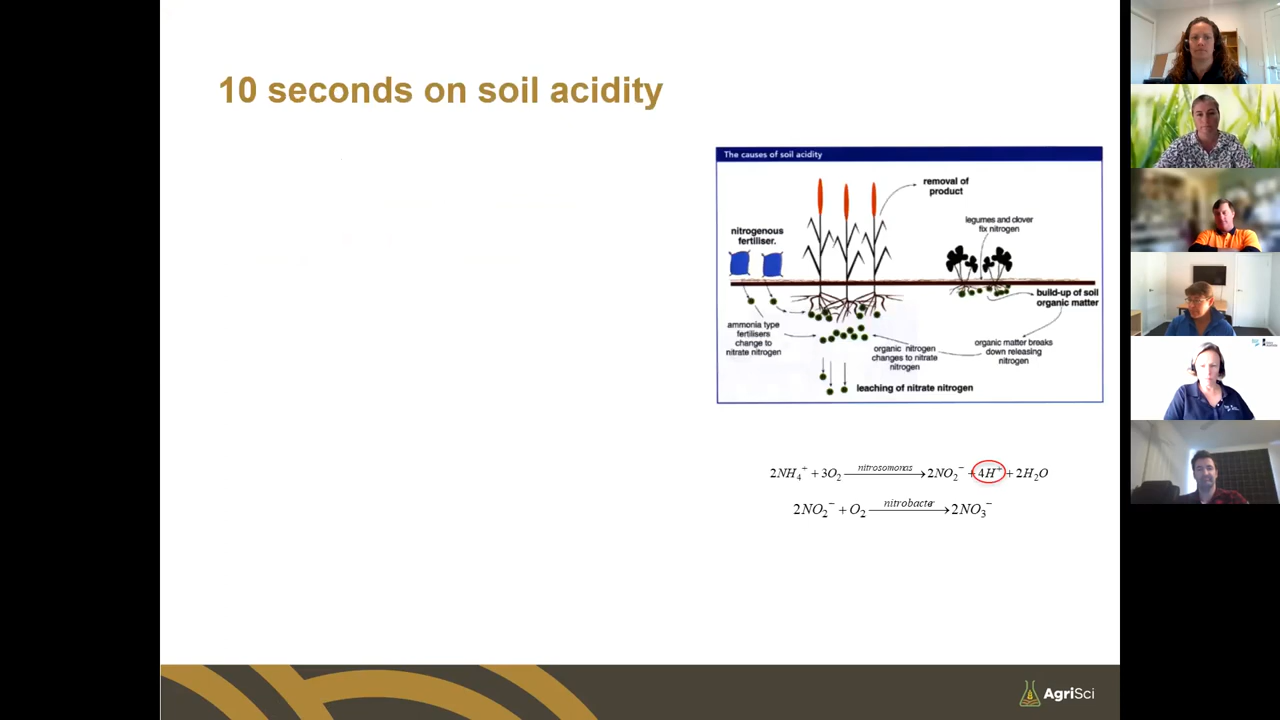 10 seconds on soil acidity
The causes of soil acidity
removal of
product
legumes and clover
fix nitrogen
nitrogenous
fertiliser.
build-up of soil
organic matter
ammonia type
fertilisers
change to
nitrate nitrogen
organic nitrogen
changes to nitrate
nitrogen
organic matter breaks
down releasing
nitrogen
leaching of nitrate nitrogen
2NH₄⁺ + 3O₂ nitrosomonas → 2NO₂⁻ + 4H⁺ + 2H₂O
2NO₂⁻ + O₂ nitrobacter → 2NO₃⁻
AgriSci